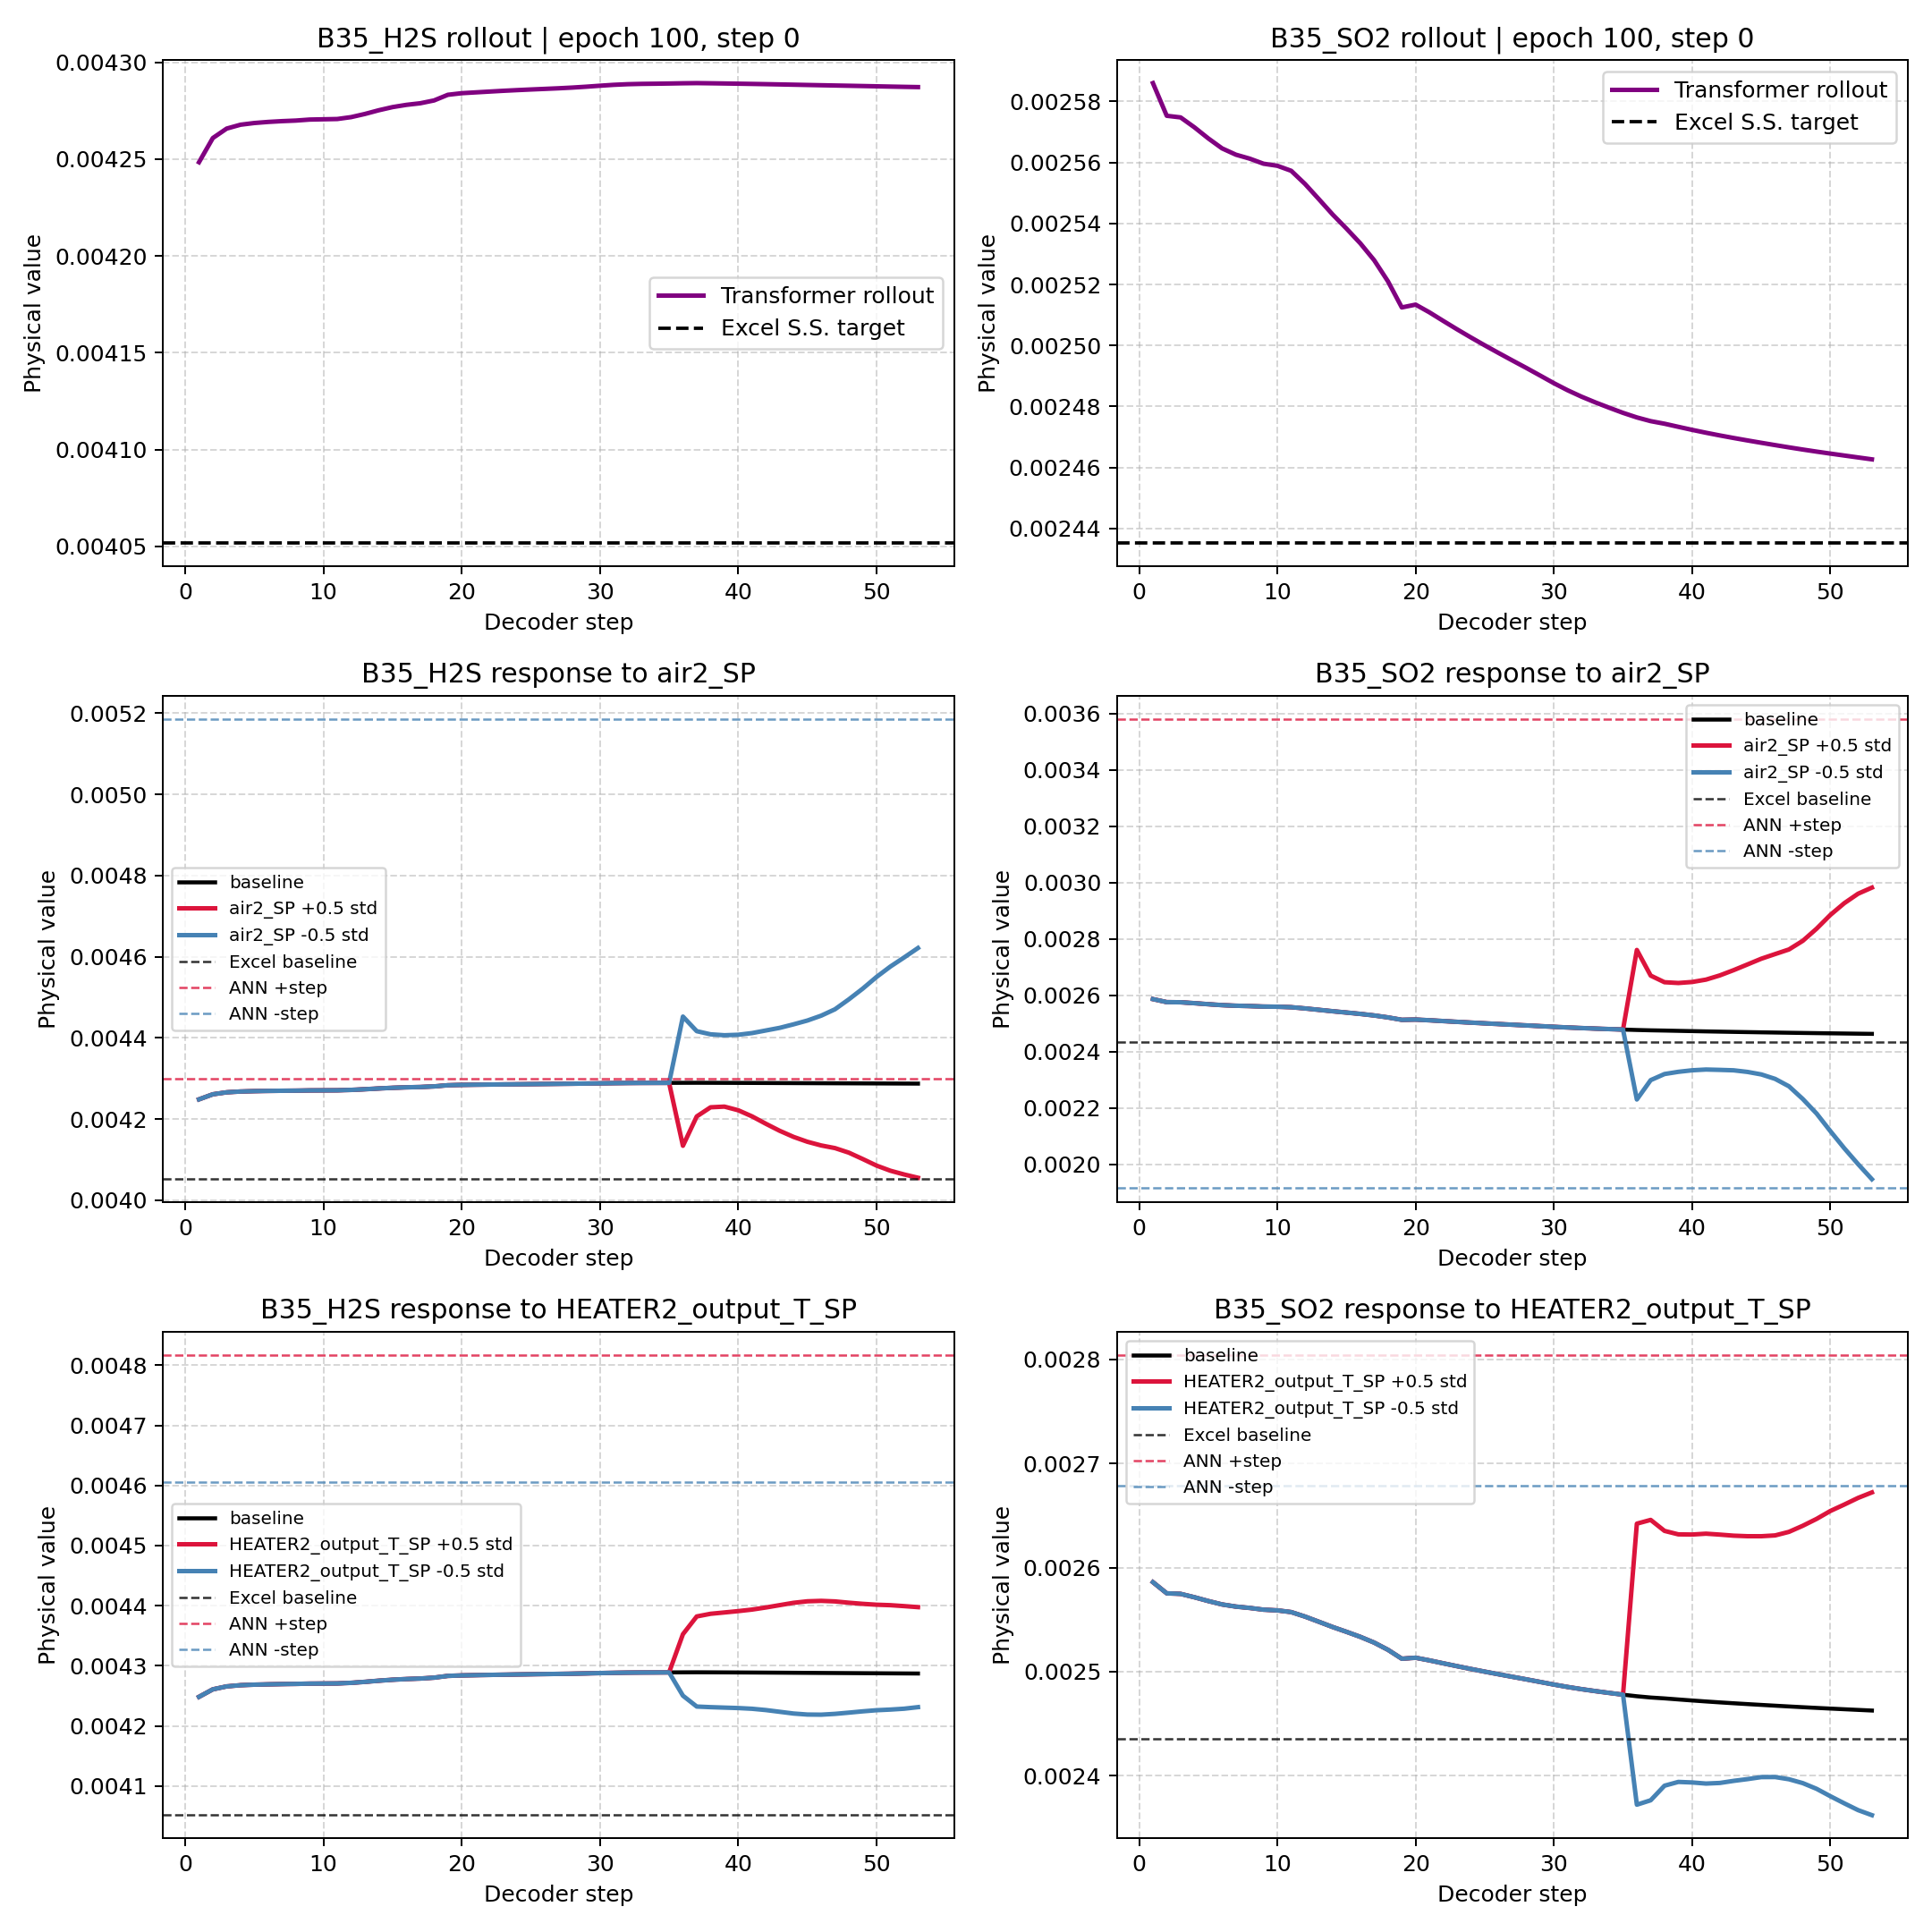 B35_H2S rollout | epoch 100, step 0
0.00430
0.00425
0.00420
0.00415
0.00410
0.00405
Physical value
Transformer rollout
Excel S.S. target
0 10 20 30 40 50
Decoder step
B35_SO2 rollout | epoch 100, step 0
0.00258
0.00256
0.00254
0.00252
0.00250
0.00248
0.00246
0.00244
Physical value
Transformer rollout
Excel S.S. target
0 10 20 30 40 50
Decoder step
B35_H2S response to air2_SP
0.0052
0.0050
0.0048
0.0046
0.0044
0.0042
0.0040
Physical value
baseline
air2_SP +0.5 std
air2_SP -0.5 std
Excel baseline
ANN +step
ANN -step
0 10 20 30 40 50
Decoder step
B35_SO2 response to air2_SP
0.0036
0.0034
0.0032
0.0030
0.0028
0.0026
0.0024
0.0022
0.0020
Physical value
baseline
air2_SP +0.5 std
air2_SP -0.5 std
Excel baseline
ANN +step
ANN -step
0 10 20 30 40 50
Decoder step
B35_H2S response to HEATER2_output_T_SP
0.0048
0.0047
0.0046
0.0045
0.0044
0.0043
0.0042
0.0041
Physical value
baseline
HEATER2_output_T_SP +0.5 std
HEATER2_output_T_SP -0.5 std
Excel baseline
ANN +step
ANN -step
0 10 20 30 40 50
Decoder step
B35_SO2 response to HEATER2_output_T_SP
0.0028
0.0027
0.0026
0.0025
0.0024
Physical value
baseline
HEATER2_output_T_SP +0.5 std
HEATER2_output_T_SP -0.5 std
Excel baseline
ANN +step
ANN -step
0 10 20 30 40 50
Decoder step